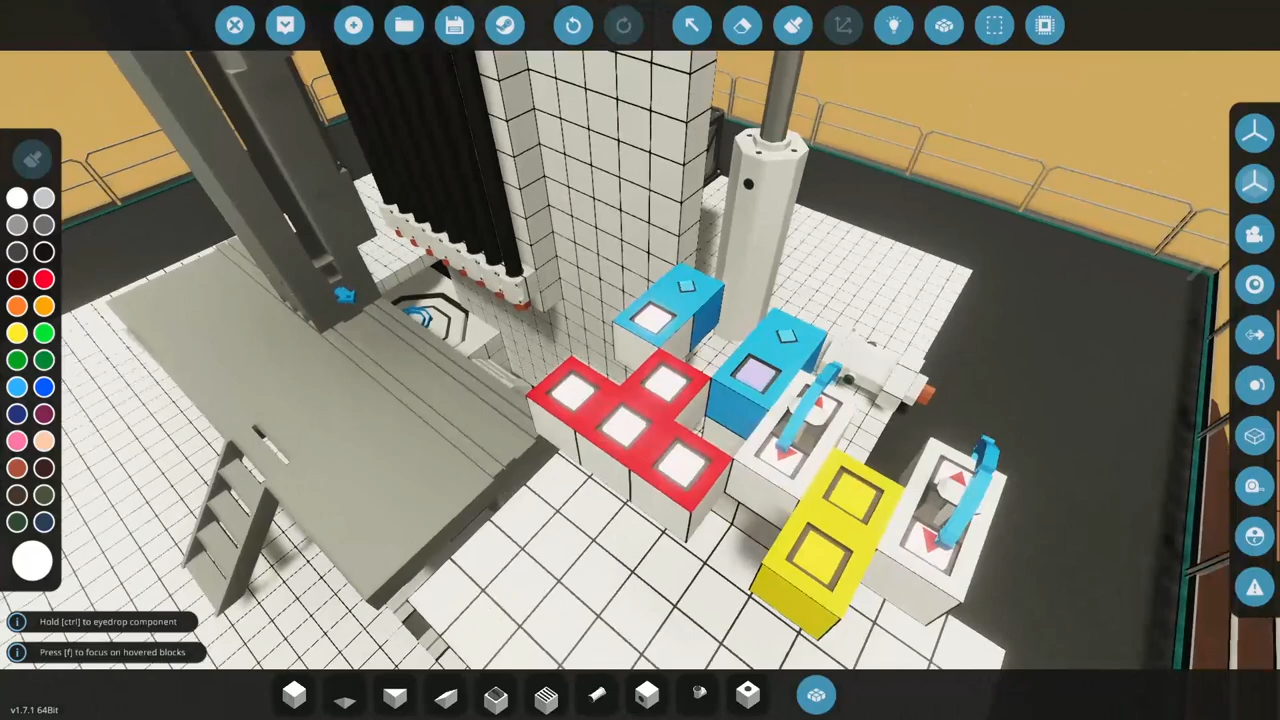 Hold [ctrl] to eyedrop component
Press [f] to focus on hovered blocks
v1.7.1 64Bit